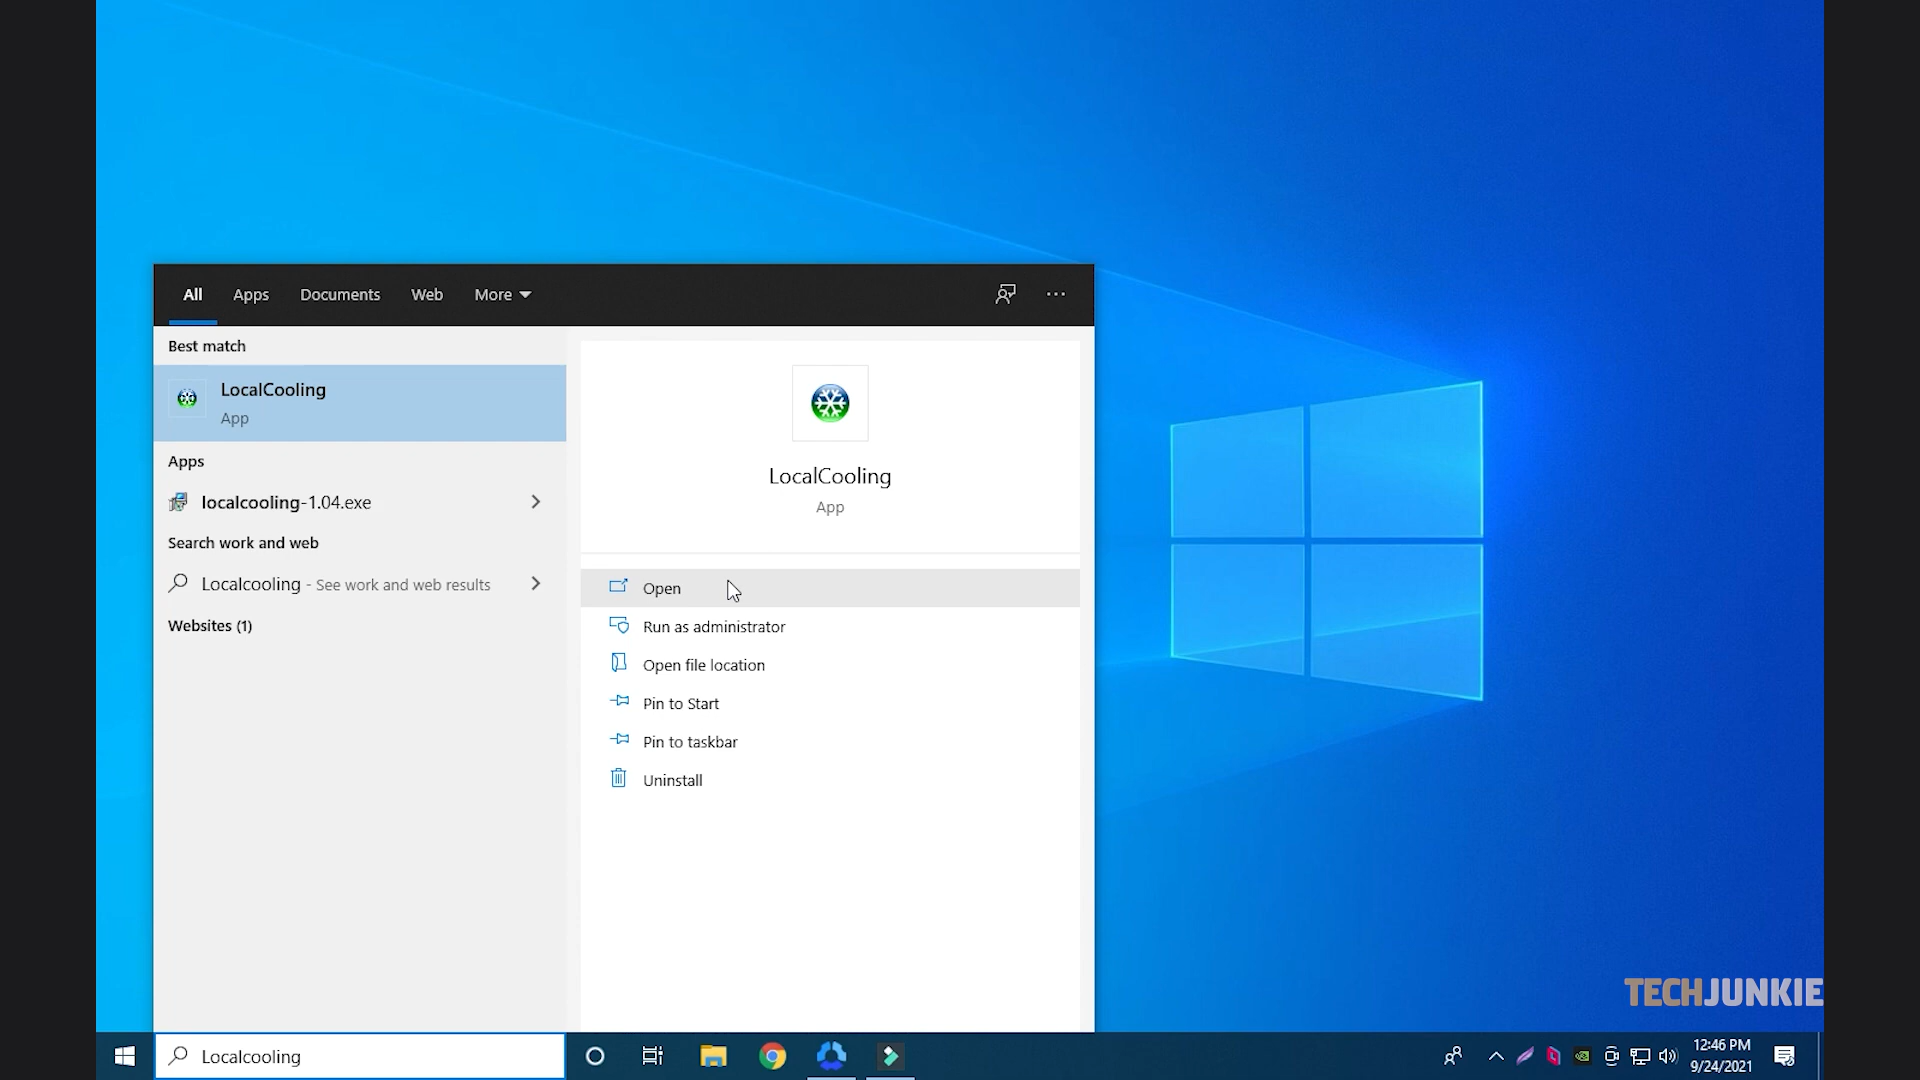 All Apps Documents Web More
Best match
LocalCooling
App
Apps
localcooling-1.04.exe
Search work and web
Localcooling - See work and web results
Websites (1)
LocalCooling
App
Open
Run as administrator
Open file location
Pin to Start
Pin to taskbar
Uninstall
TECHJUNKIE
Localcooling
12:46 PM
9/24/2021